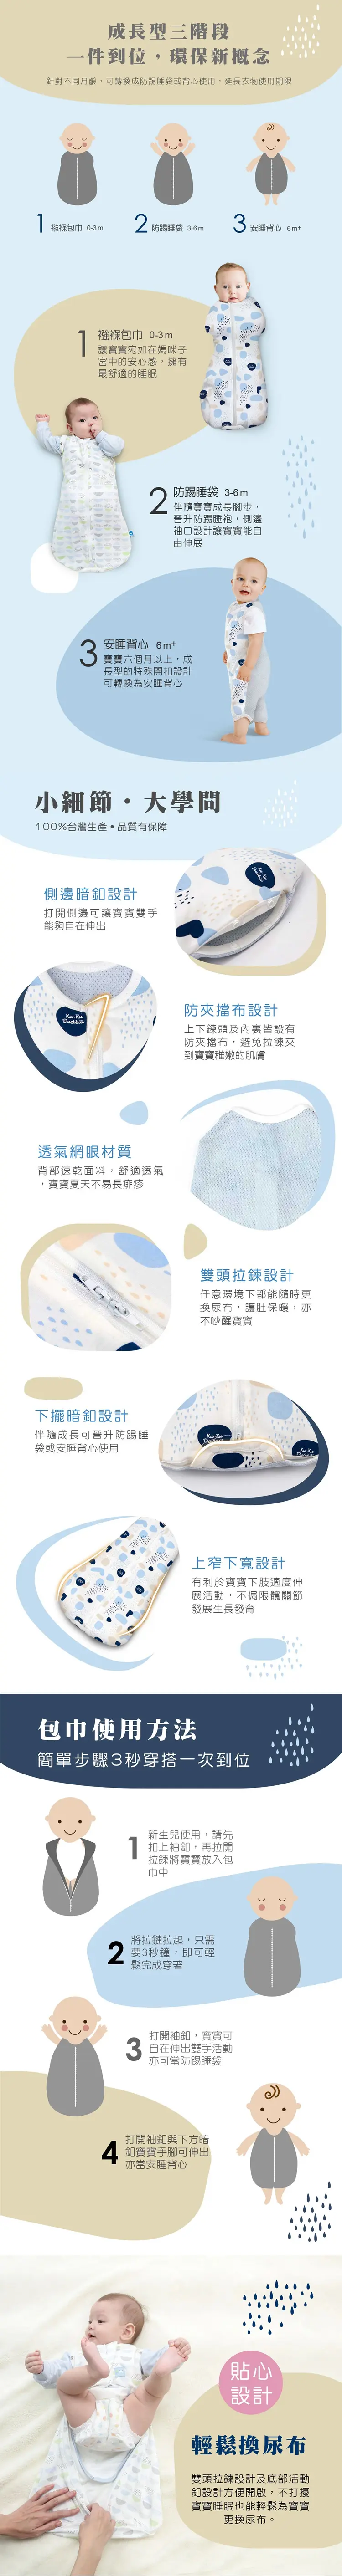 成長型三階段
一件到位，環保新概念
針對不同月齡，可轉換成防踢睡袋或背心使用，延長衣物使用期限
1 襁褓包巾 0-3m
2 防踢睡袋 3-6m
3 安睡背心 6m+
1 襁褓包巾 0-3m
讓寶寶宛如在媽咪子
宮中的安心感，擁有
最舒適的睡眠
2 防踢睡袋 3-6m
伴隨寶寶成長腳步，
晉升防踢睡袍，側邊
袖口設計讓寶寶能自
由伸展
3 安睡背心 6m+
寶寶六個月以上，成
長型的特殊開扣設計
可轉換為安睡背心
小細節・大學問
100%台灣生產•品質有保障
側邊暗釦設計
打開側邊可讓寶寶雙手
能夠自在伸出
Ku.Ku
Duckbill
Ku.Ku
Duckbill
防夾擋布設計
上下鍊頭及內裏皆設有
防夾擋布，避免拉鍊夾
到寶寶稚嫩的肌膚
透氣網眼材質
背部速乾面料，舒適透氣
，寶寶夏天不易長痱疹
雙頭拉鍊設計
任意環境下都能隨時更
換尿布，護肚保暖，亦
不吵醒寶寶
下擺暗釦設計
伴隨成長可晉升防踢睡
袋或安睡背心使用
Ku.Ku
Duckbill
Ku.Ku
Duckbill
上窄下寬設計
有利於寶寶下肢適度伸
展活動，不侷限髖關節
發展生長發育
包巾使用方法
簡單步驟3秒穿搭一次到位
1
新生兒使用，請先
扣上袖釦，再拉開
拉鍊將寶寶放入包
巾中
2
將拉鏈拉起，只需
要3秒鐘，即可輕
鬆完成穿著
3
打開袖釦，寶寶可
自在伸出雙手活動
亦可當防踢睡袋
4
打開袖釦與下方暗
釦寶寶手腳可伸出
亦當安睡背心
貼心
設計
輕鬆換尿布
雙頭拉鍊設計及底部活動
釦設計方便開啟，不打擾
寶寶睡眠也能輕鬆為寶寶
更換尿布。